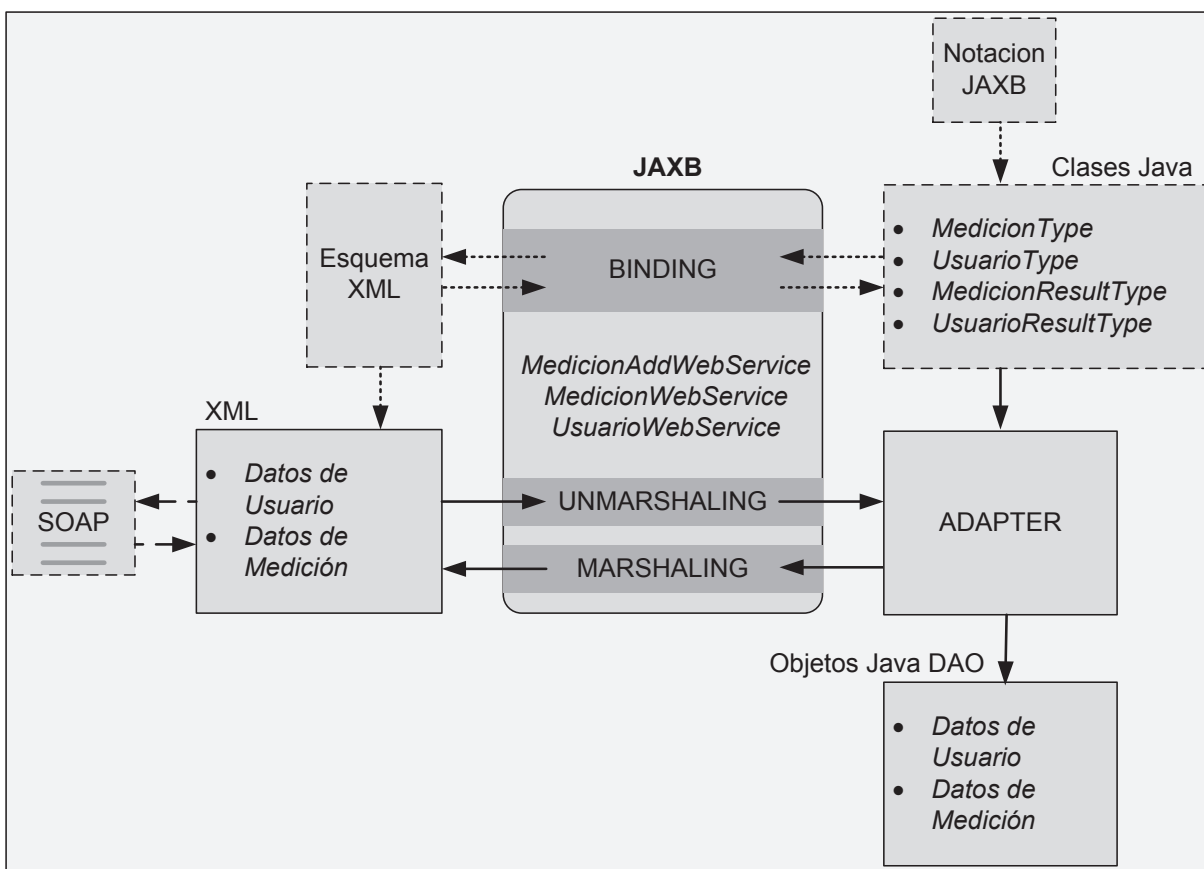 Notacion
JAXB
JAXB
Clases Java
Esquema
XML
BINDING
• MedicionType
• UsuarioType
• MedicionResultType
• UsuarioResultType
MedicionAddWebService
MedicionWebService
UsuarioWebService
XML
• Datos de
Usuario
• Datos de
Medición
SOAP
UNMARSHALING
MARSHALING
ADAPTER
Objetos Java DAO
• Datos de
Usuario
• Datos de
Medición